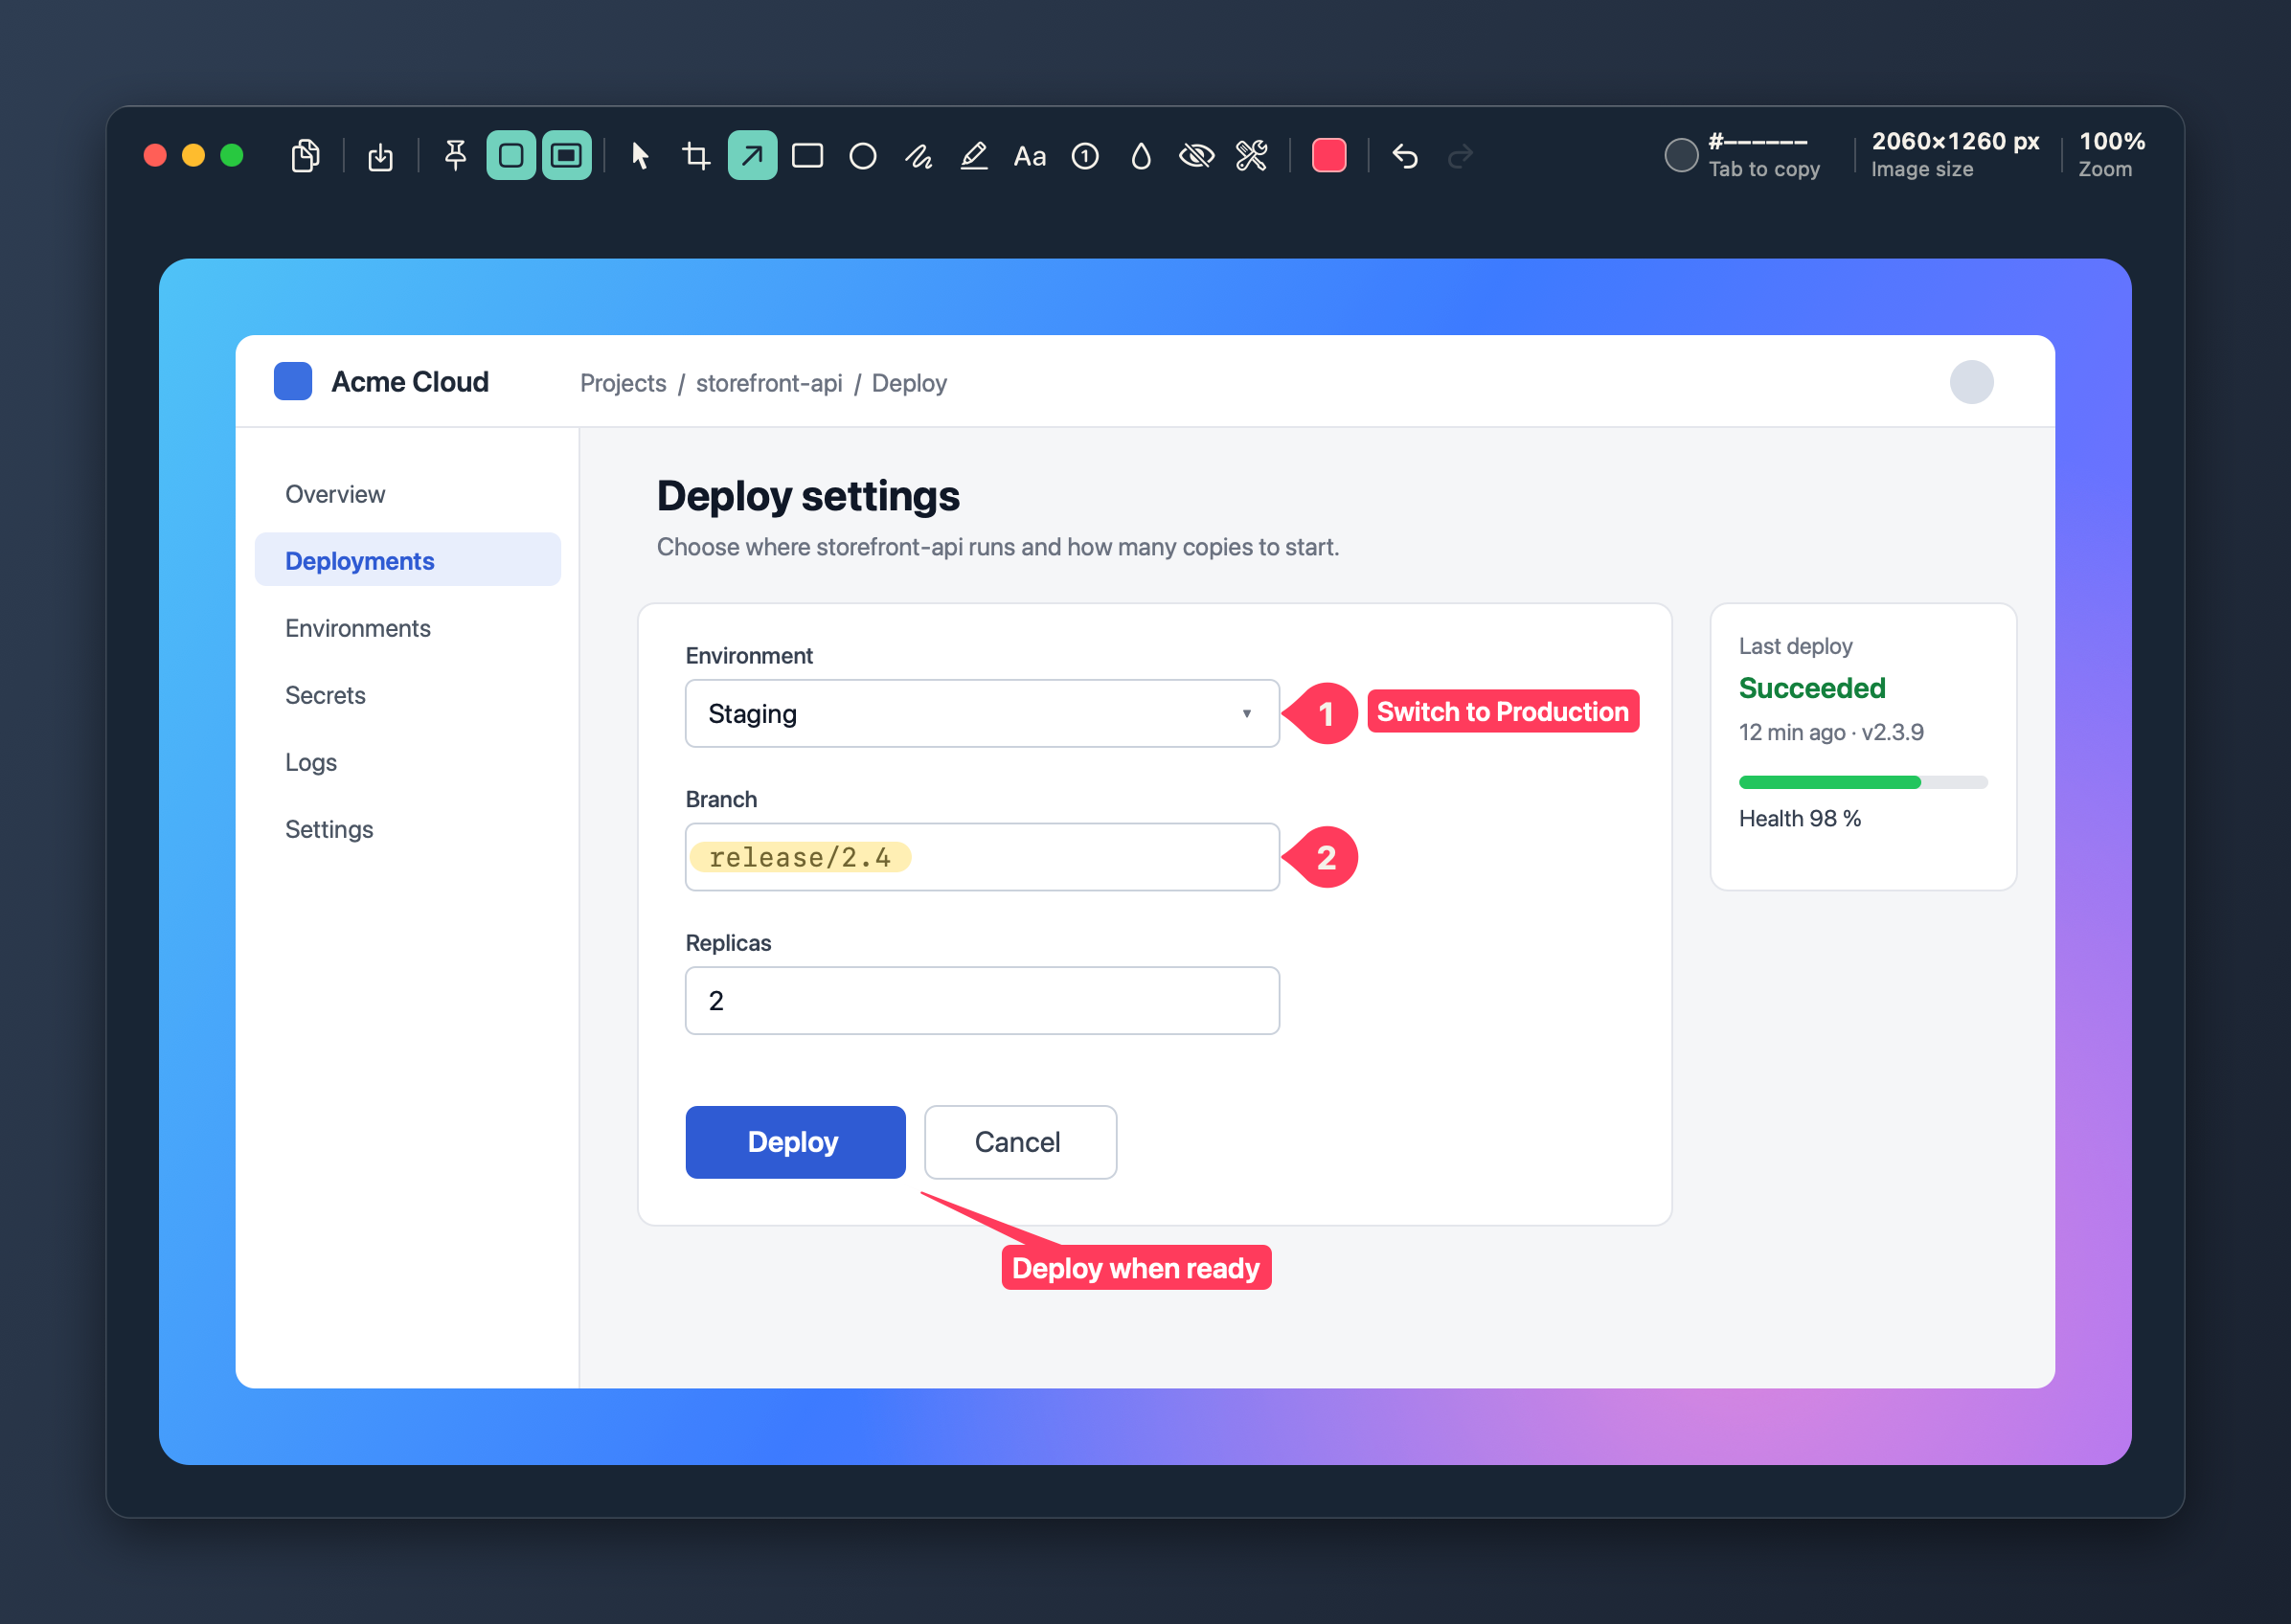 #–––––– 2060×1260 px 100%
Aa 1 Tab to copy Image size Zoom
Acme Cloud Projects / storefront-api / Deploy
Overview
Deployments
Environments
Secrets
Logs
Settings
Deploy settings
Choose where storefront-api runs and how many copies to start.
Environment
Staging ▼
1 Switch to Production
Branch
release/2.4
2
Replicas
2
Deploy Cancel
Deploy when ready
Last deploy
Succeeded
12 min ago · v2.3.9
Health 98 %